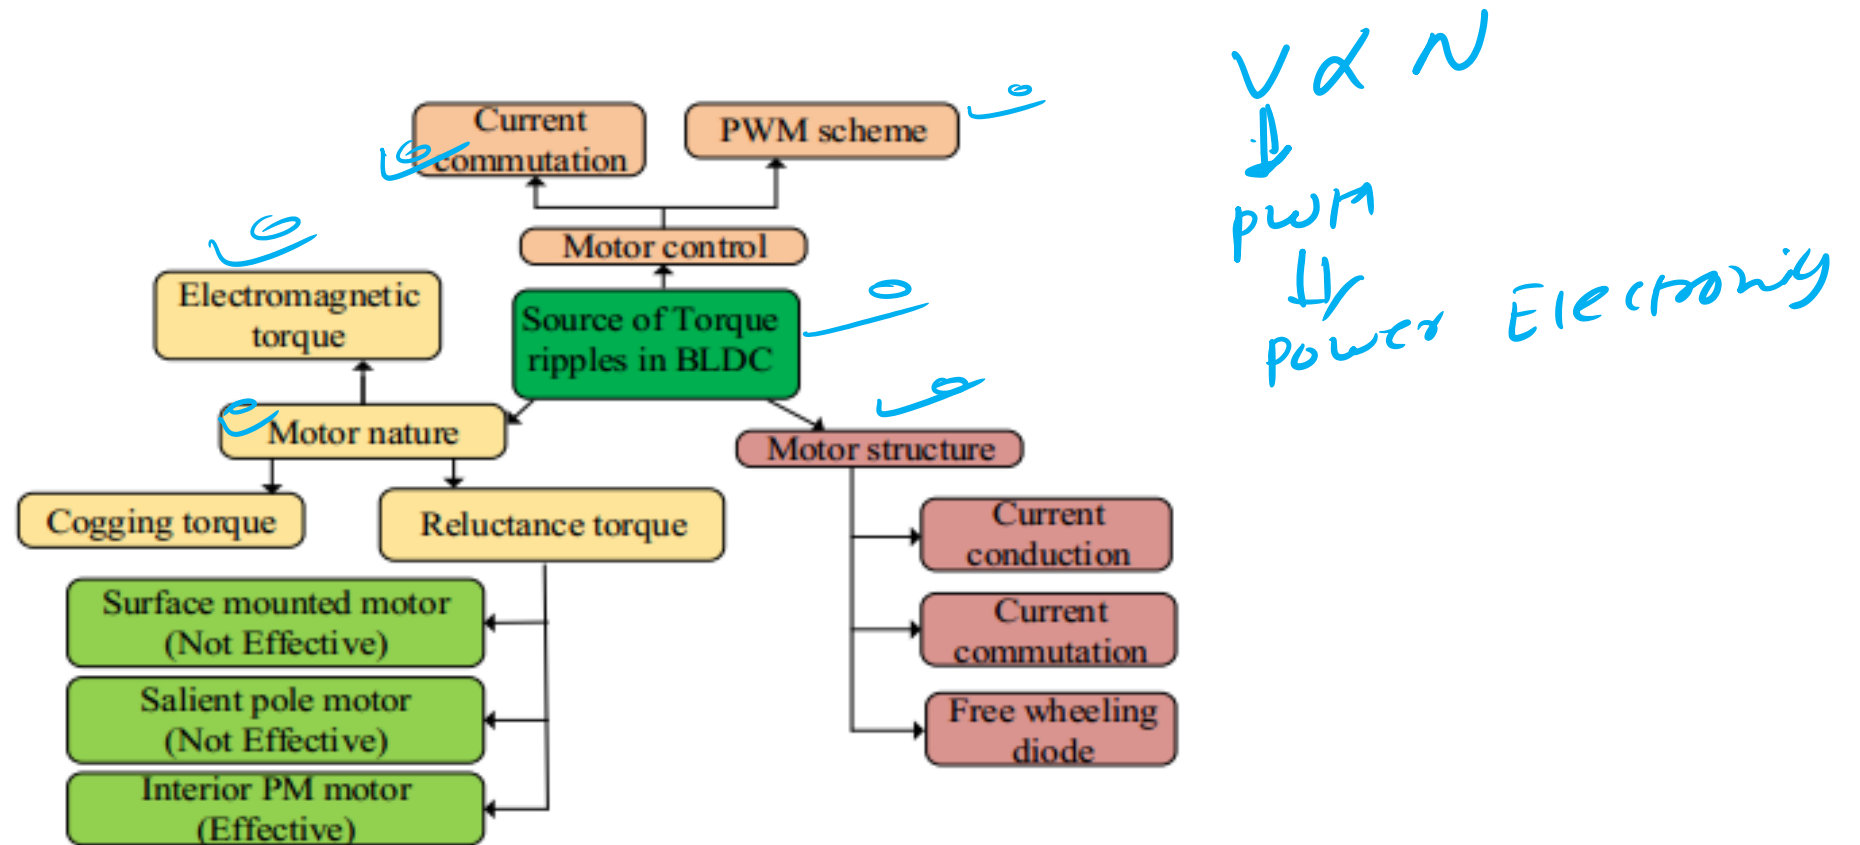 V ∝ N
PWM
Power Electronics
Current
commutation
PWM scheme
Motor control
Electromagnetic
torque
Source of Torque
ripples in BLDC
Motor nature
Motor structure
Cogging torque
Reluctance torque
Current
conduction
Surface mounted motor
(Not Effective)
Current
commutation
Salient pole motor
(Not Effective)
Free wheeling
diode
Interior PM motor
(Effective)